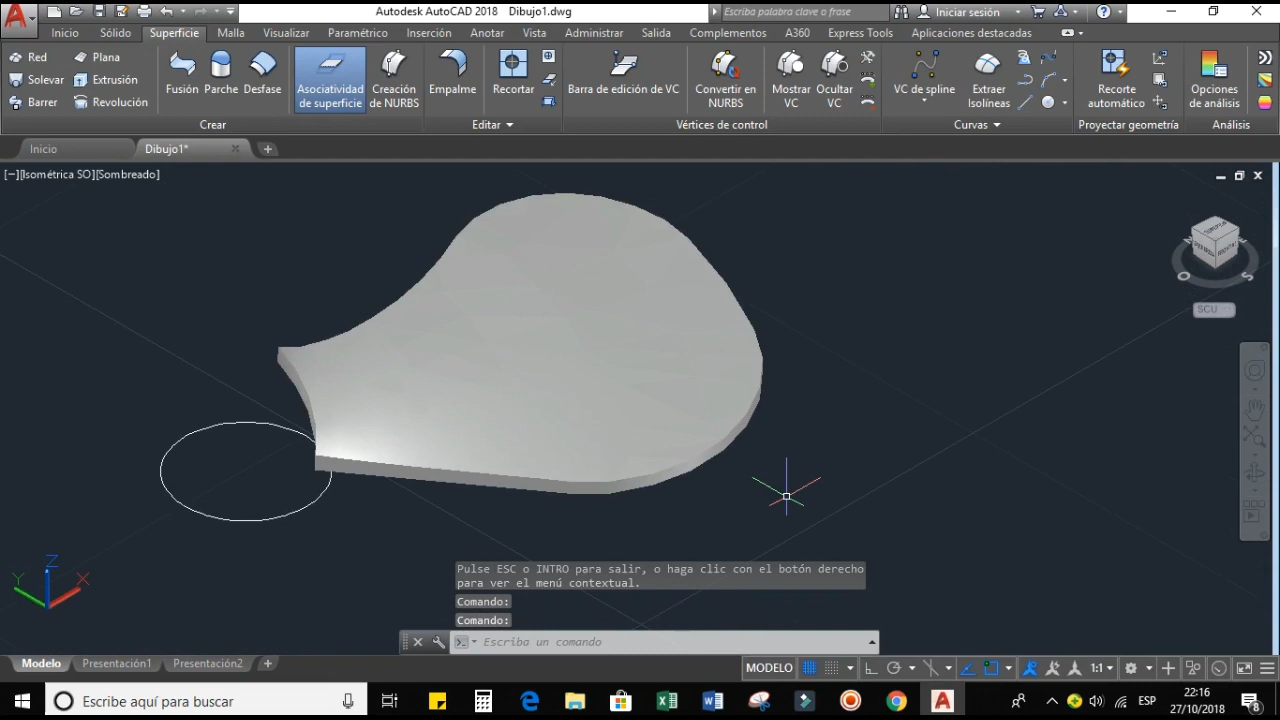 Autodesk AutoCAD 2018 Dibujo1.dwg
Escriba palabra clave o frase
Iniciar sesión
Inicio Sólido Superficie Malla Visualizar Paramétrico Inserción Anotar Vista Administrar Salida Complementos A360 Express Tools Aplicaciones destacadas
Red Plana
Solevar Extrusión
Barrer Revolución
Fusión Parche Desfase
Asociatividad
de superficie
Creación
de NURBS
Empalme
Recortar
Barra de edición de VC
Convertir en
NURBS
Mostrar
VC
Ocultar
VC
VC de spline
Extraer
Isolíneas
Recorte
automático
Opciones
de análisis
Crear Editar Vértices de control Curvas Proyectar geometría Análisis
Inicio Dibujo1*
[−][Isométrica SO][Sombreado]
O S
SCU
Z
Y X
Pulse ESC o INTRO para salir, o haga clic con el botón derecho
para ver el menú contextual.
Comando:
Comando:
Escriba un comando
Modelo Presentación1 Presentación2
MODELO 1:1
Escribe aquí para buscar
ESP
22:16
27/10/2018
8